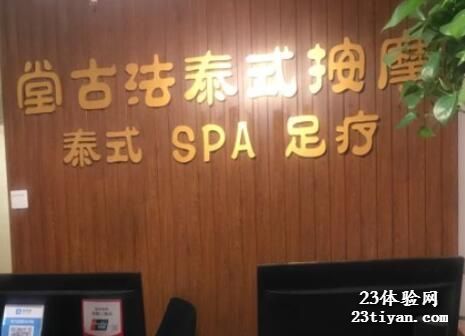 堂古法泰式按摩
泰式 SPA 足疗
23体验网
23tiyan.com